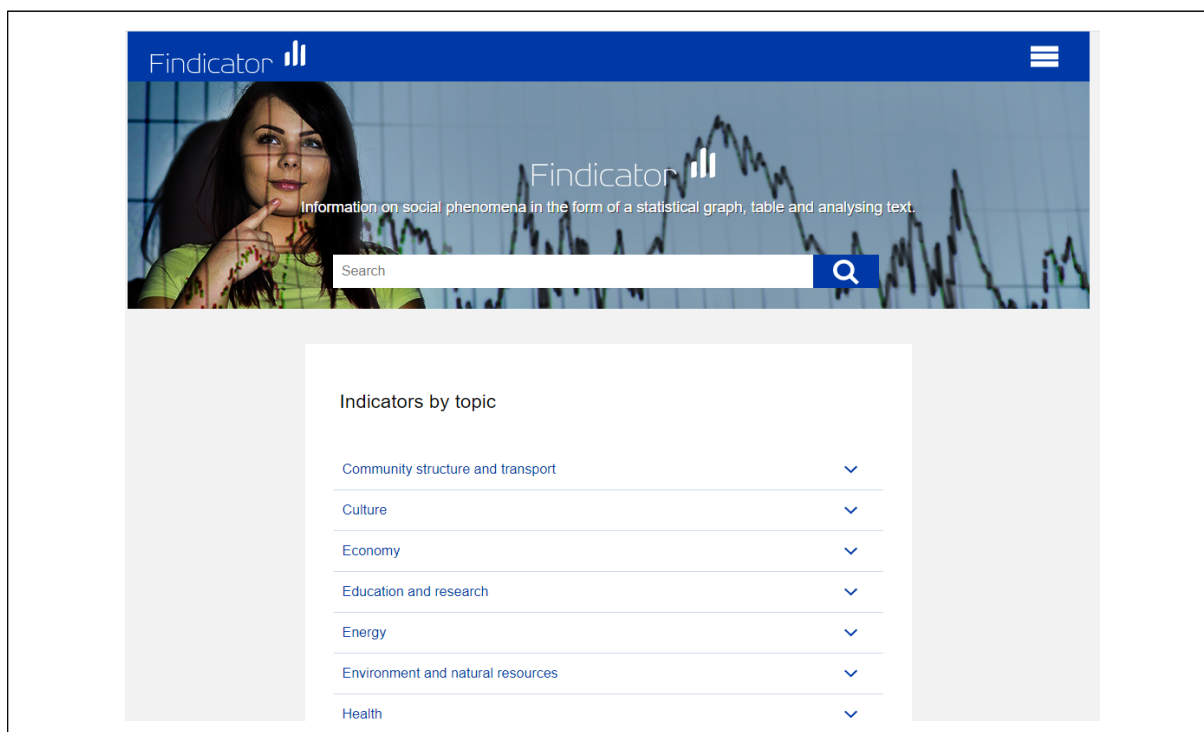 Findicator
Findicator
Information on social phenomena in the form of a statistical graph, table and analysing text.
Search
Indicators by topic
Community structure and transport
Culture
Economy
Education and research
Energy
Environment and natural resources
Health